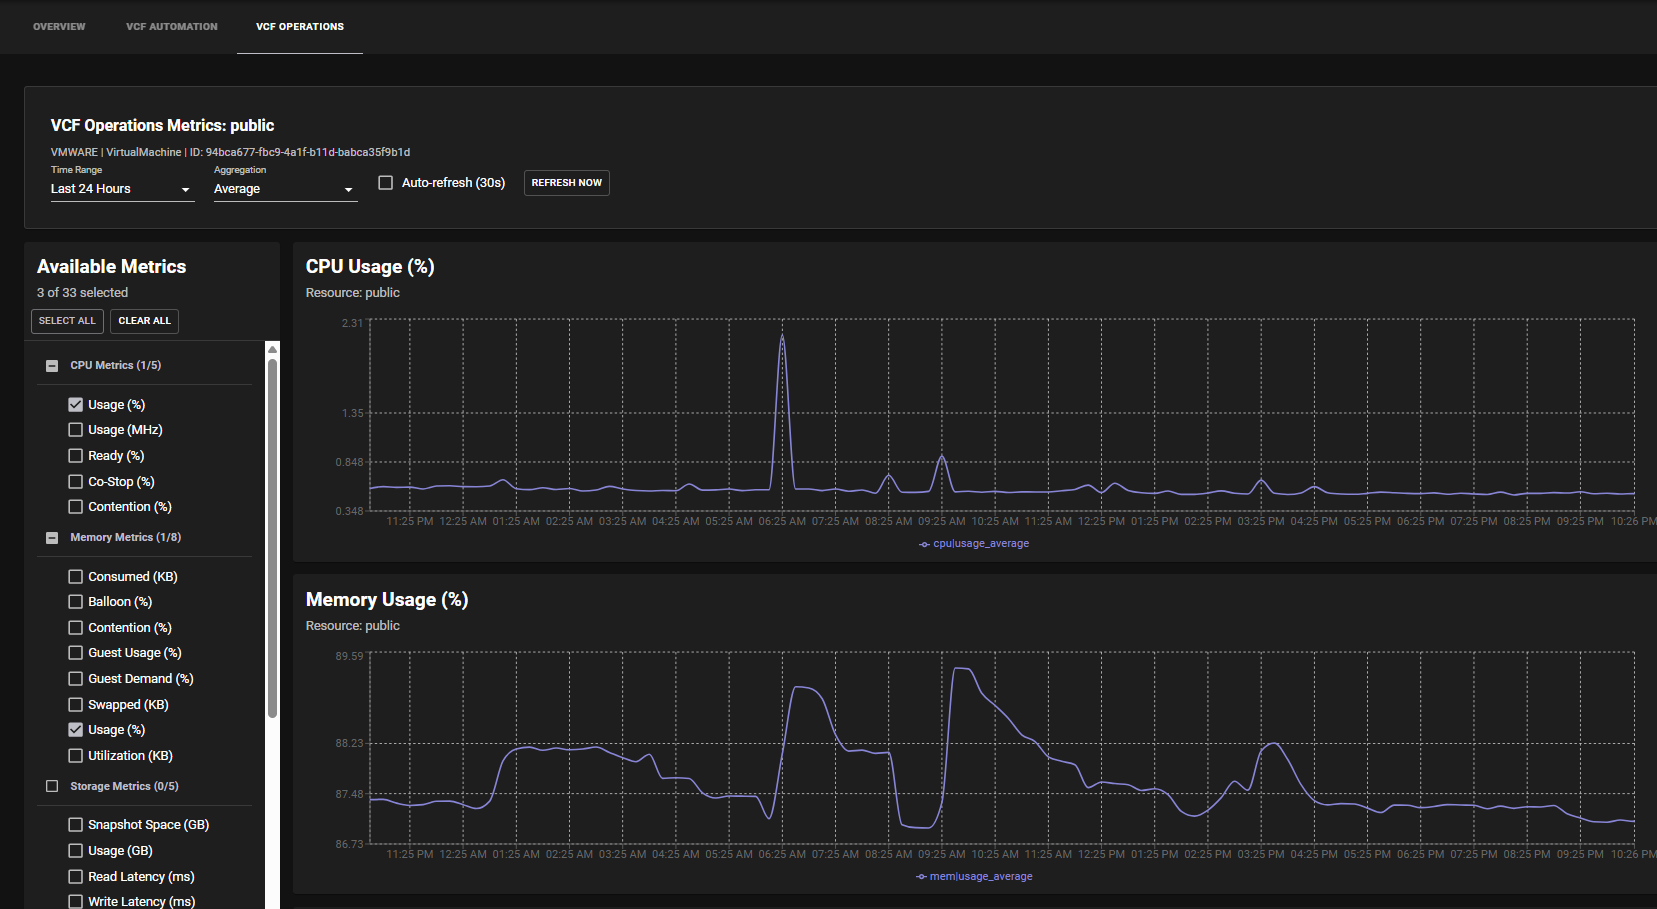 OVERVIEW VCF AUTOMATION VCF OPERATIONS
VCF Operations Metrics: public
VMWARE | VirtualMachine | ID: 94bca677-fbc9-4a1f-b11d-babca35f9b1d
Time Range Aggregation
Last 24 Hours Average Auto-refresh (30s) REFRESH NOW
Available Metrics
3 of 33 selected
SELECT ALL CLEAR ALL
CPU Metrics (1/5)
Usage (%)
Usage (MHz)
Ready (%)
Co-Stop (%)
Contention (%)
Memory Metrics (1/8)
Consumed (KB)
Balloon (%)
Contention (%)
Guest Usage (%)
Guest Demand (%)
Swapped (KB)
Usage (%)
Utilization (KB)
Storage Metrics (0/5)
Snapshot Space (GB)
Usage (GB)
Read Latency (ms)
Write Latency (ms)
CPU Usage (%)
Resource: public
2.31
1.35
0.848
0.348
11:25 PM 12:25 AM 01:25 AM 02:25 AM 03:25 AM 04:25 AM 05:25 AM 06:25 AM 07:25 AM 08:25 AM 09:25 AM 10:25 AM 11:25 AM 12:25 PM 01:25 PM 02:25 PM 03:25 PM 04:25 PM 05:25 PM 06:25 PM 07:25 PM 08:25 PM 09:25 PM 10:26 PM
cpu|usage_average
Memory Usage (%)
Resource: public
89.59
88.23
87.48
86.73
11:25 PM 12:25 AM 01:25 AM 02:25 AM 03:25 AM 04:25 AM 05:25 AM 06:25 AM 07:25 AM 08:25 AM 09:25 AM 10:25 AM 11:25 AM 12:25 PM 01:25 PM 02:25 PM 03:25 PM 04:25 PM 05:25 PM 06:25 PM 07:25 PM 08:25 PM 09:25 PM 10:26 PM
mem|usage_average